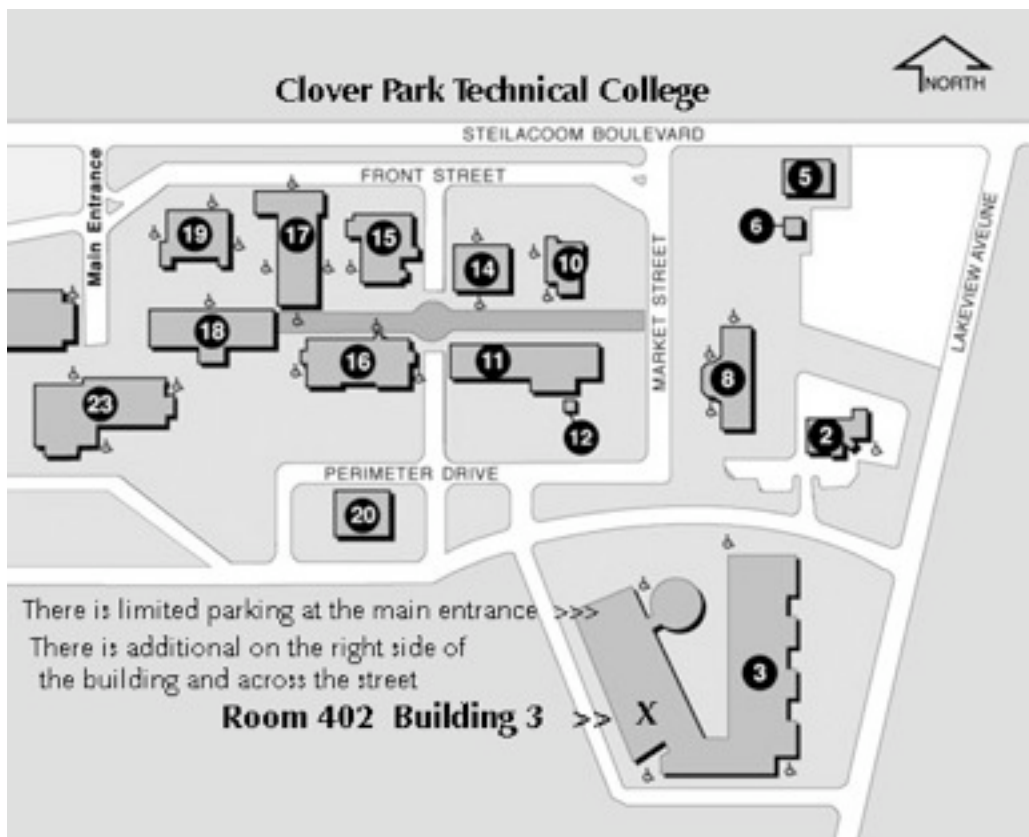 NORTH
Clover Park Technical College
STEILACOOM BOULEVARD
Main Entrance
FRONT STREET
5
6
19
17
15
14
10
MARKET STREET
LAKEVIEW AVEUNE
18
16
11
8
23
12
2
PERIMETER DRIVE
20
There is limited parking at the main entrance >>>
There is additional on the right side of
the building and across the street
3
Room 402 Building 3 >> X